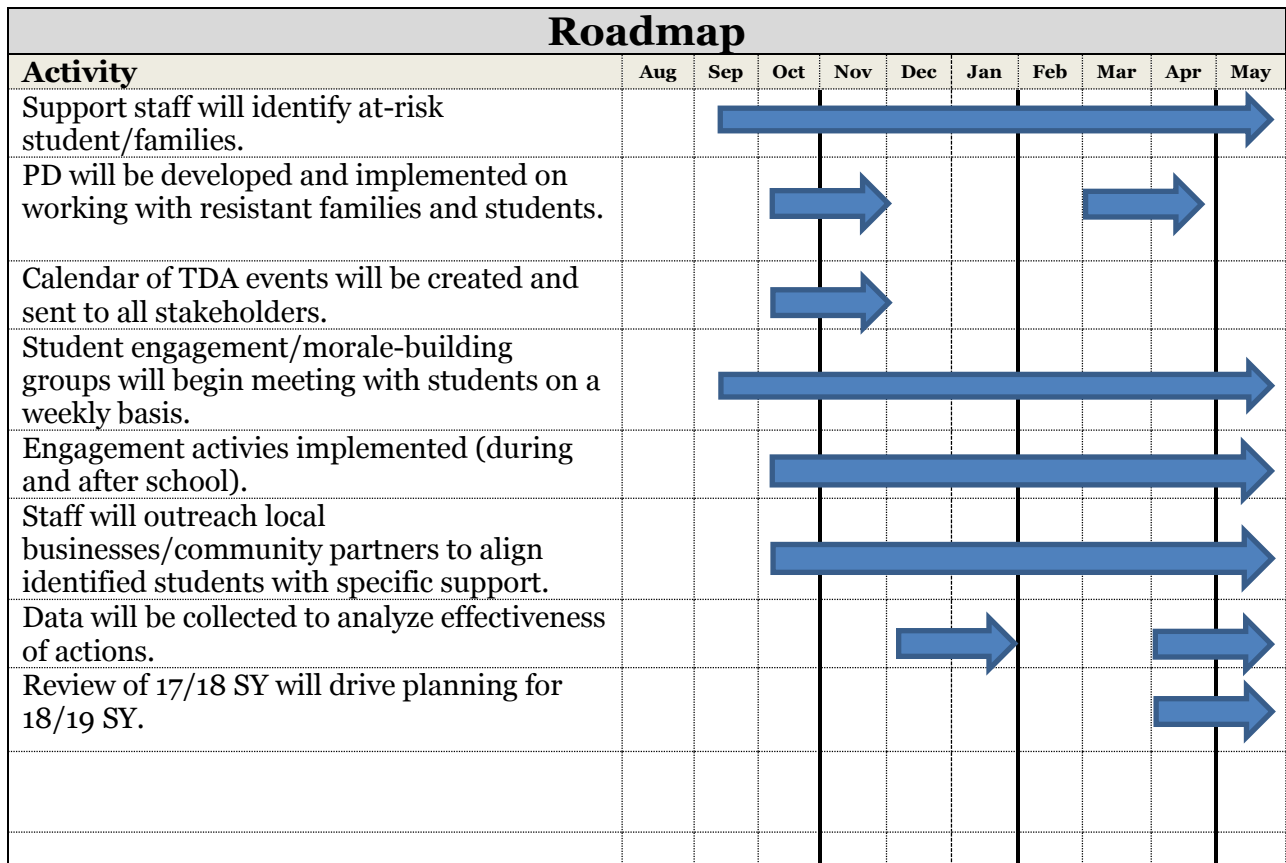 Roadmap
Activity Aug Sep Oct Nov Dec Jan Feb Mar Apr May
Support staff will identify at-risk
student/families.
PD will be developed and implemented on
working with resistant families and students.
Calendar of TDA events will be created and
sent to all stakeholders.
Student engagement/morale-building
groups will begin meeting with students on a
weekly basis.
Engagement activies implemented (during
and after school).
Staff will outreach local
businesses/community partners to align
identified students with specific support.
Data will be collected to analyze effectiveness
of actions.
Review of 17/18 SY will drive planning for
18/19 SY.